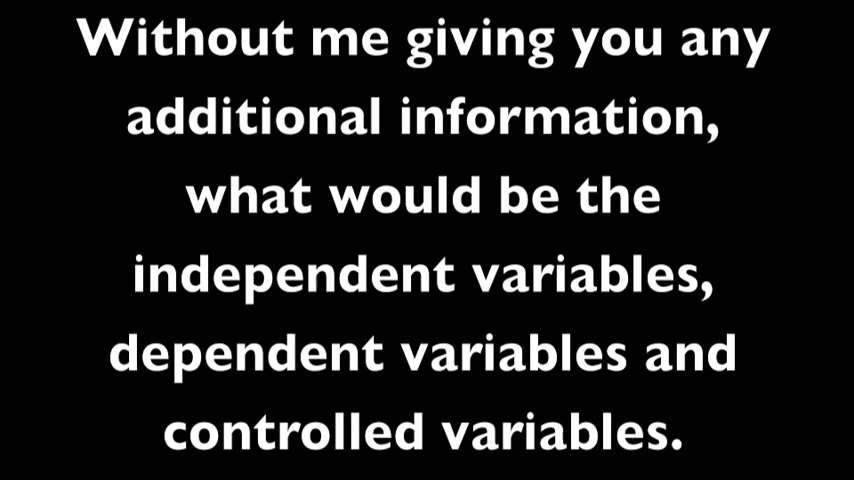 Without me giving you any
additional information,
what would be the
independent variables,
dependent variables and
controlled variables.